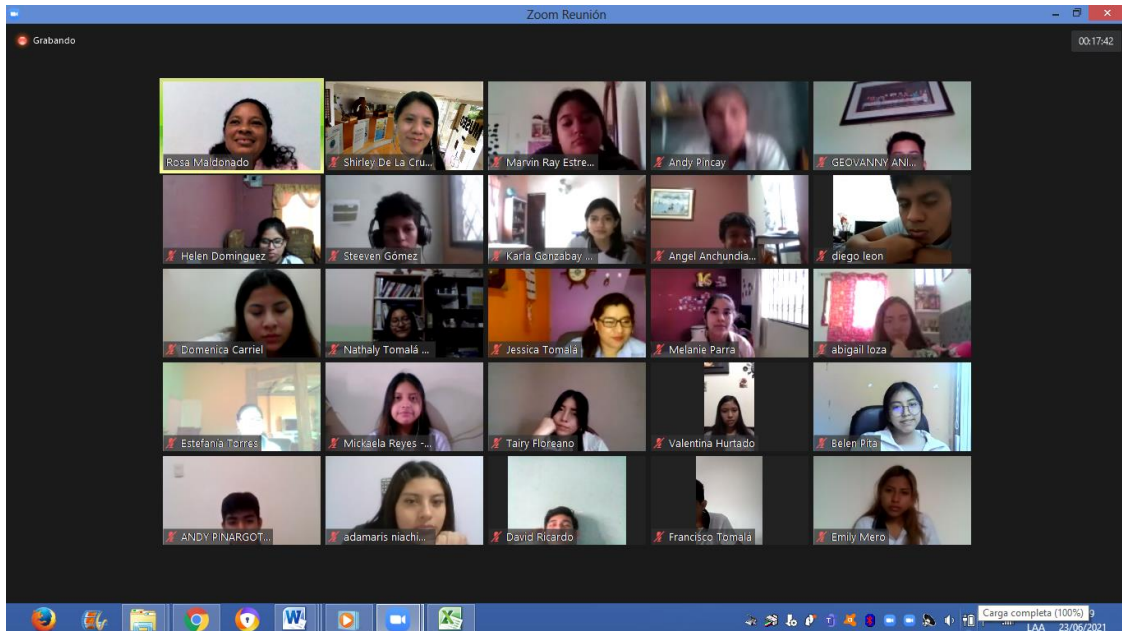 Zoom Reunión
Grabando
00:17:42
Rosa Maldonado
Shirley De La Cru...
Marvin Ray Estre...
Andy Pincay
GEOVANNY ANI...
Helen Dominguez
Steeven Gómez
Karla Gonzabay ...
Angel Anchundia...
diego leon
Domenica Carriel
Nathaly Tomalá ...
Jessica Tomalá
Melanie Parra
abigail loza
Estefanía Torres
Mickaela Reyes -...
Tairy Floreano
Valentina Hurtado
Belen Pita
ANDY PINARGOT...
adamaris niachi...
David Ricardo
Francisco Tomalá
Emily Mero
Carga completa (100%)
LAA 23/06/2021